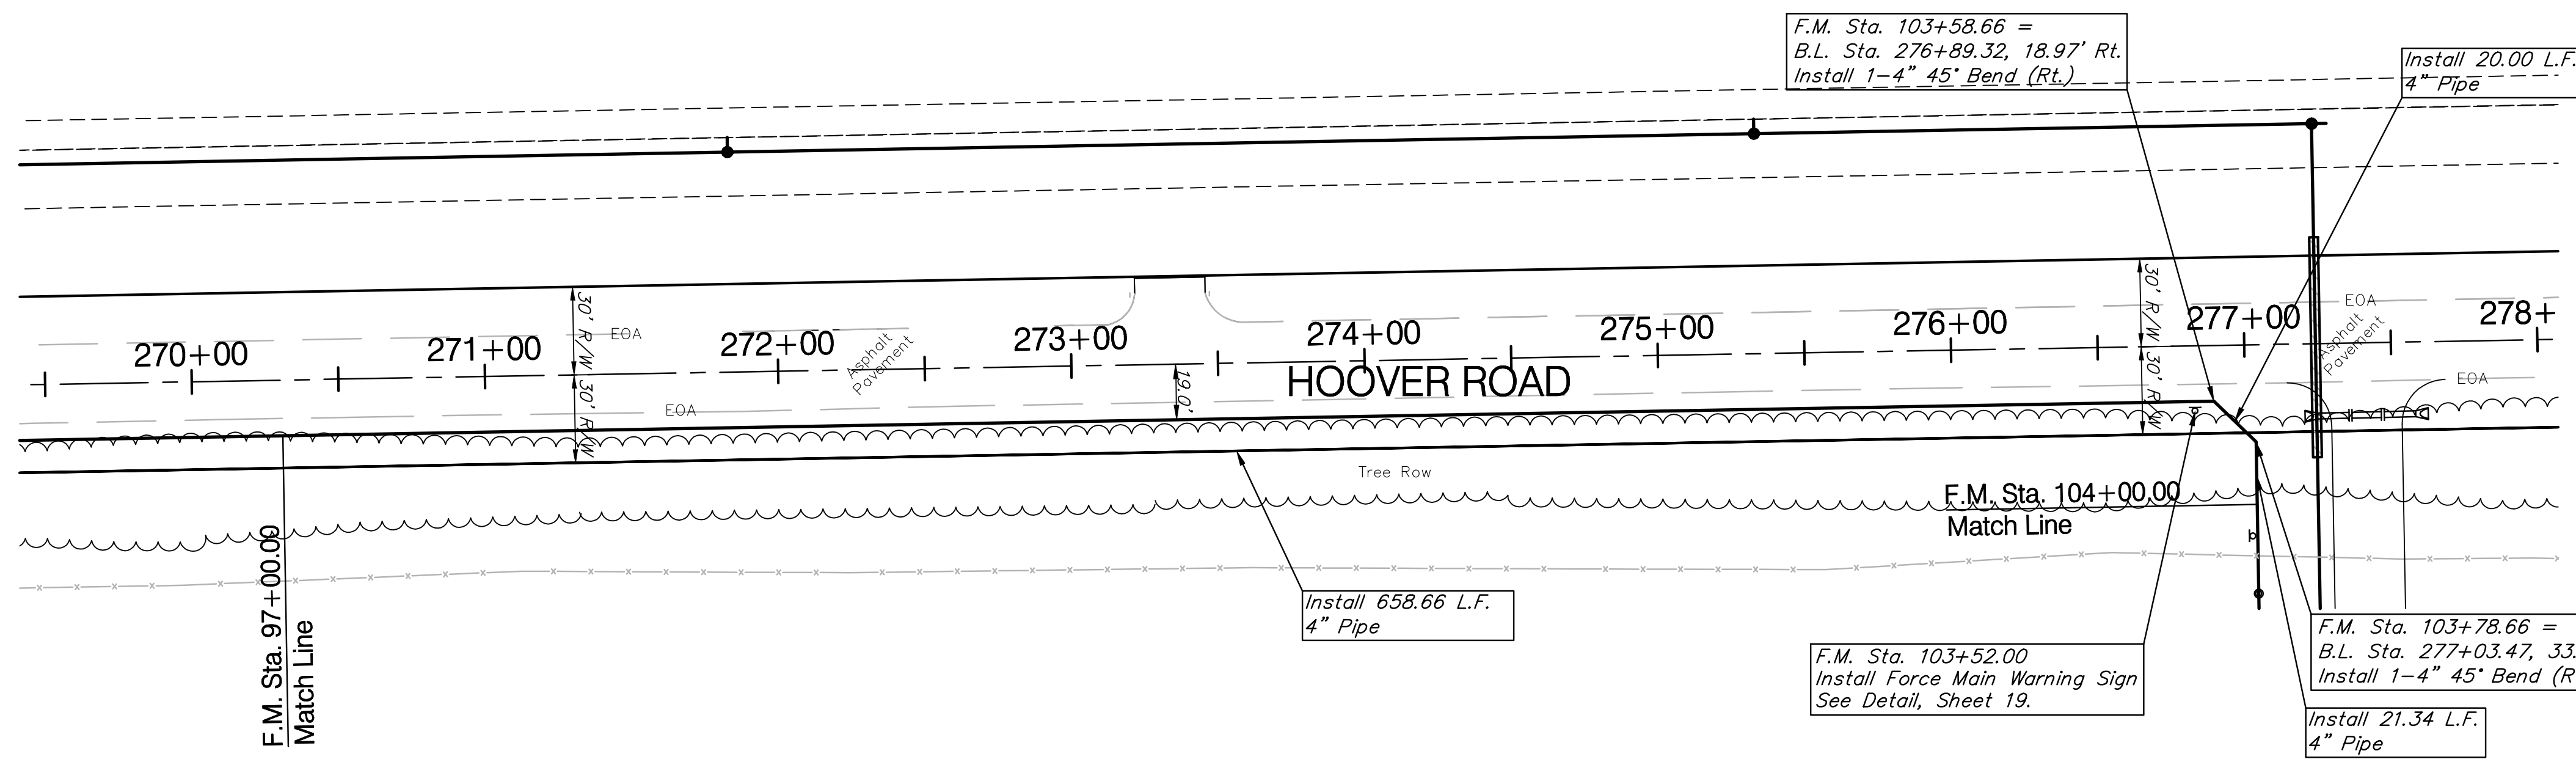 F.M. Sta. 103+58.66 =
B.L. Sta. 276+89.32, 18.97' Rt.
Install 1-4" 45° Bend (Rt.)
Install 20.00 L.F.
4" Pipe
30' R/W
30' R/W
30' R/W
30' R/W
EOA
EOA
EOA
EOA
270+00
271+00
272+00
273+00
274+00
275+00
276+00
277+00
278+
Asphalt
Pavement
Asphalt
Pavement
19.0'
HOOVER ROAD
Tree Row
F.M. Sta. 104+00.00
Match Line
F.M. Sta. 97+00.00
Match Line
Install 658.66 L.F.
4" Pipe
F.M. Sta. 103+52.00
Install Force Main Warning Sign
See Detail, Sheet 19.
F.M. Sta. 103+78.66 =
B.L. Sta. 277+03.47, 33.
Install 1-4" 45° Bend (R
Install 21.34 L.F.
4" Pipe